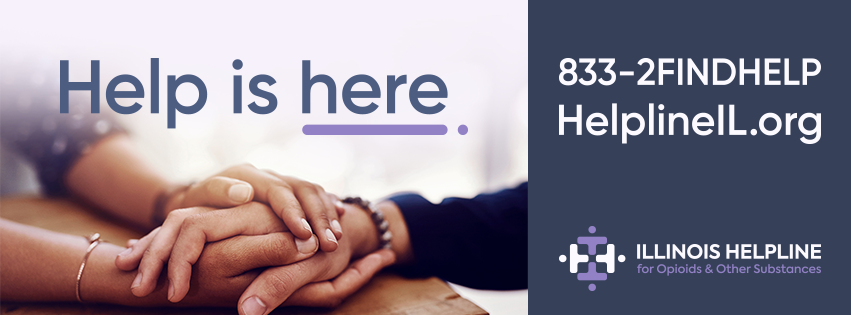 Help is here.
833-2FINDHELP
HelplineIL.org
ILLINOIS HELPLINE
for Opioids & Other Substances